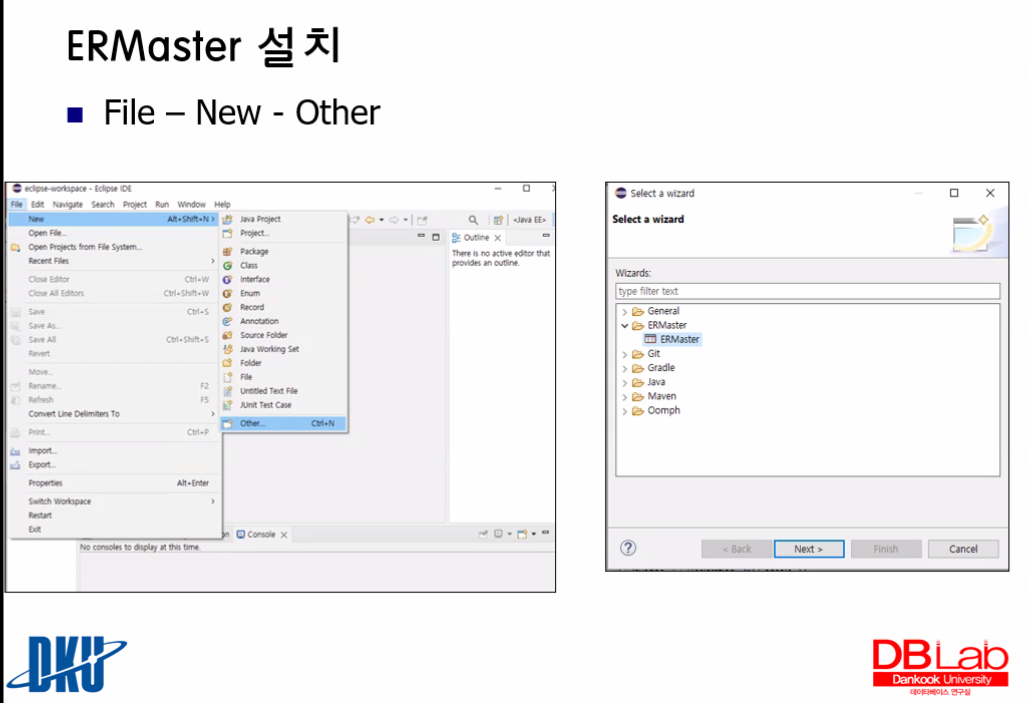 ERMaster 설치
File – New - Other
eclipse-workspace - Eclipse IDE
File Edit Navigate Search Project Run Window Help
New Alt+Shift+N >
Open File...
Open Projects from File System...
Recent Files >
Close Editor Ctrl+W
Close All Editors Ctrl+Shift+W
Save Ctrl+S
Save As...
Save All Ctrl+Shift+S
Revert
Move...
Rename... F2
Refresh F5
Convert Line Delimiters To >
Print... Ctrl+P
Import...
Export...
Properties Alt+Enter
Switch Workspace >
Restart
Exit
Java Project
Project...
Package
Class
Interface
Enum
Record
Annotation
Source Folder
Java Working Set
Folder
File
Untitled Text File
JUnit Test Case
Other... Ctrl+N
<Java EE>
Outline
There is no active editor that
provides an outline.
Console
No consoles to display at this time.
Select a wizard
Select a wizard
Wizards:
type filter text
General
ERMaster
ERMaster
Git
Gradle
Java
Maven
Oomph
< Back Next > Finish Cancel
DKU
DB Lab
Dankook University
데이타베이스 연구실